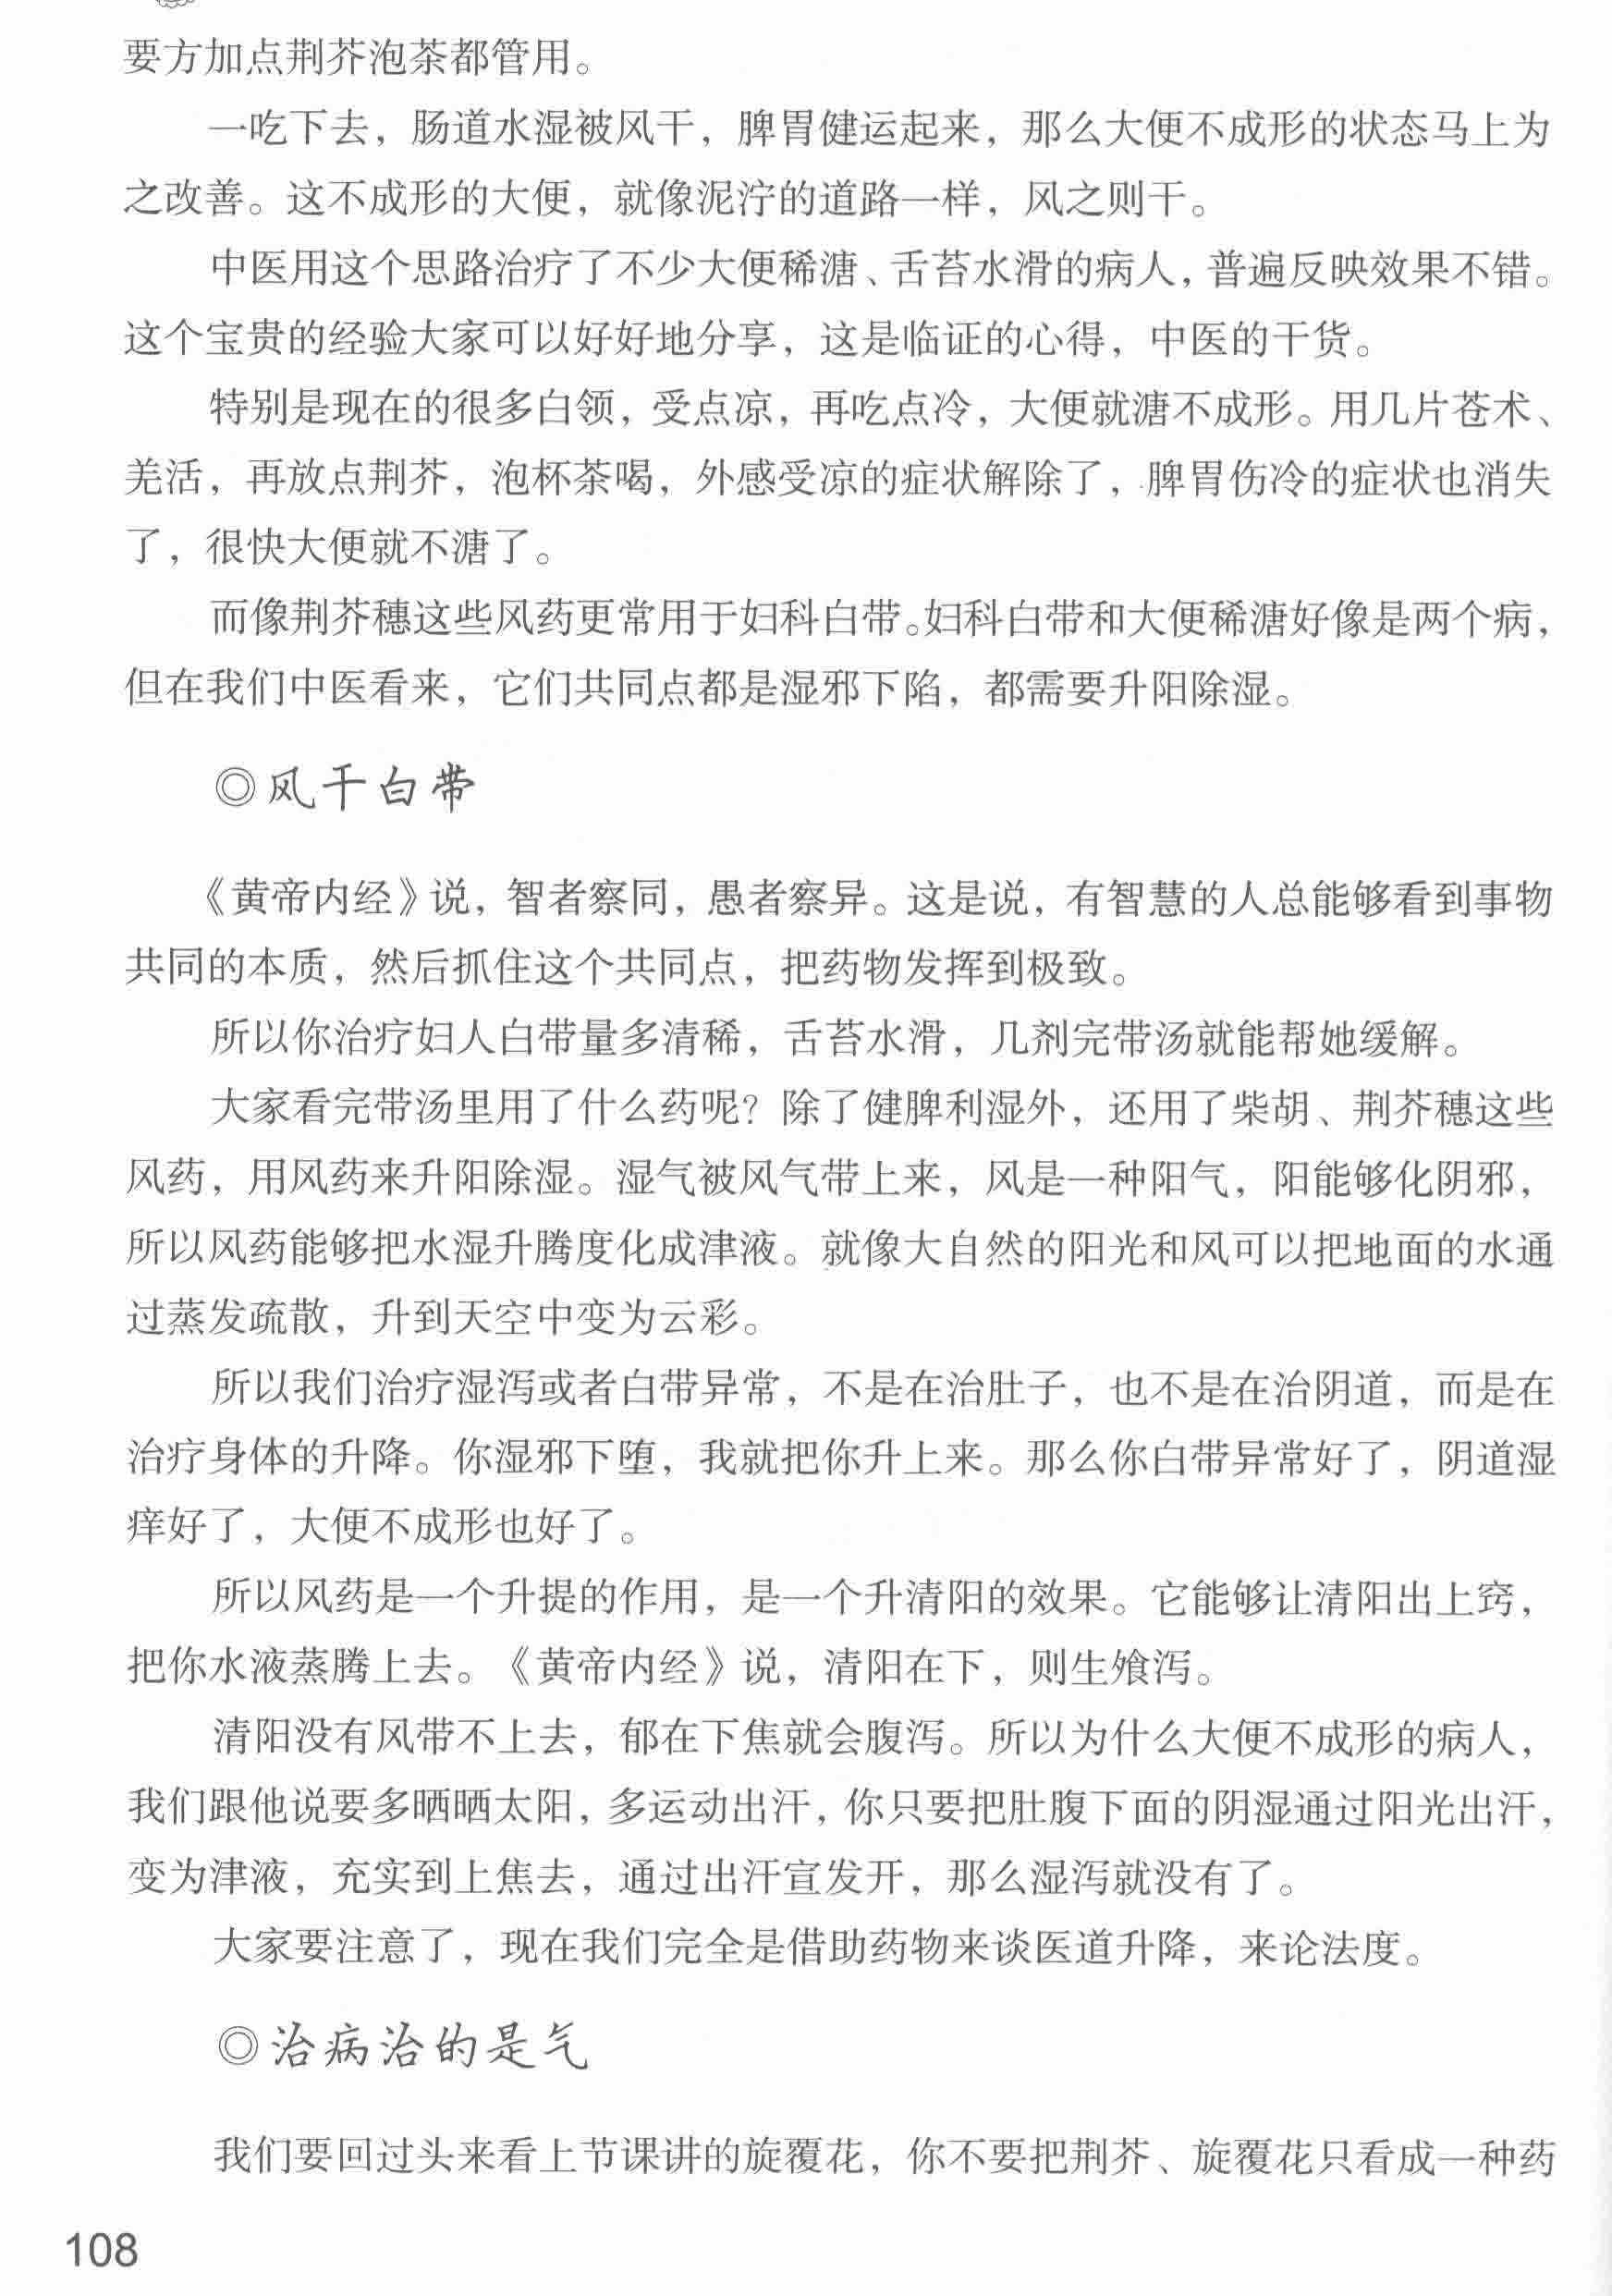 要方加点荆芥泡茶都管用。
一吃下去，肠道水湿被风干，脾胃健运起来，那么大便不成形的状态马上为
之改善。这不成形的大便，就像泥泞的道路一样，风之则干。
中医用这个思路治疗了不少大便稀溏、舌苔水滑的病人，普遍反映效果不错。
这个宝贵的经验大家可以好好地分享，这是临证的心得，中医的干货。
特别是现在的很多白领，受点凉，再吃点冷，大便就溏不成形。用几片苍术、
羌活，再放点荆芥，泡杯茶喝，外感受凉的症状解除了，脾胃伤冷的症状也消失
了，很快大便就不溏了。
而像荆芥穗这些风药更常用于妇科白带。妇科白带和大便稀溏好像是两个病，
但在我们中医看来，它们共同点都是湿邪下陷，都需要升阳除湿。
◎风干白带
《黄帝内经》说，智者察同，愚者察异。这是说，有智慧的人总能够看到事物
共同的本质，然后抓住这个共同点，把药物发挥到极致。
所以你治疗妇人白带量多清稀，舌苔水滑，几剂完带汤就能帮她缓解。
大家看完带汤里用了什么药呢？除了健脾利湿外，还用了柴胡、荆芥穗这些
风药，用风药来升阳除湿。湿气被风气带上来，风是一种阳气，阳能够化阴邪，
所以风药能够把水湿升腾度化成津液。就像大自然的阳光和风可以把地面的水通
过蒸发疏散，升到天空中变为云彩。
所以我们治疗湿泻或者白带异常，不是在治肚子，也不是在治阴道，而是在
治疗身体的升降。你湿邪下堕，我就把你升上来。那么你白带异常好了，阴道湿
痒好了，大便不成形也好了。
所以风药是一个升提的作用，是一个升清阳的效果。它能够让清阳出上窍，
把你水液蒸腾上去。《黄帝内经》说，清阳在下，则生飧泻。
清阳没有风带不上去，郁在下焦就会腹泻。所以为什么大便不成形的病人，
我们跟他说要多晒晒太阳，多运动出汗，你只要把肚腹下面的阴湿通过阳光出汗，
变为津液，充实到上焦去，通过出汗宣发开，那么湿泻就没有了。
大家要注意了，现在我们完全是借助药物来谈医道升降，来论法度。
◎治病治的是气
我们要回过头来看上节课讲的旋覆花，你不要把荆芥、旋覆花只看成一种药
108